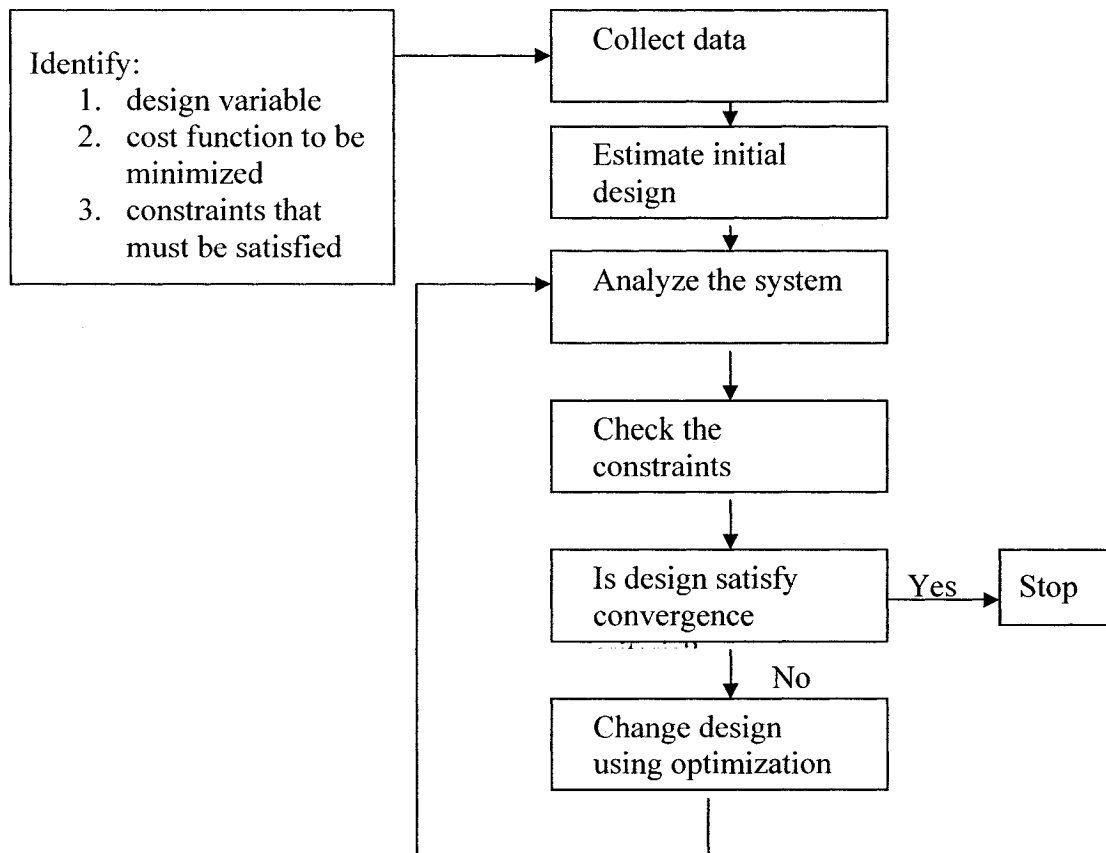 Identify:
1. design variable
2. cost function to be
minimized
3. constraints that
must be satisfied
Collect data
Estimate initial
design
Analyze the system
Check the
constraints
Is design satisfy
convergence
Yes
Stop
No
Change design
using optimization